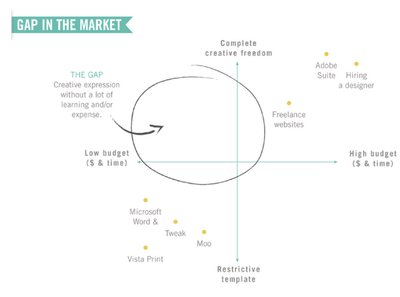 GAP IN THE MARKET
Complete
creative freedom
THE GAP
Creative expression
without a lot of
learning and/or
expense.
Adobe
Suite
Hiring
a designer
Freelance
websites
Low budget
($ & time)
High budget
($ & time)
Microsoft
Word &
Tweak
Moo
Vista Print
Restrictive
template